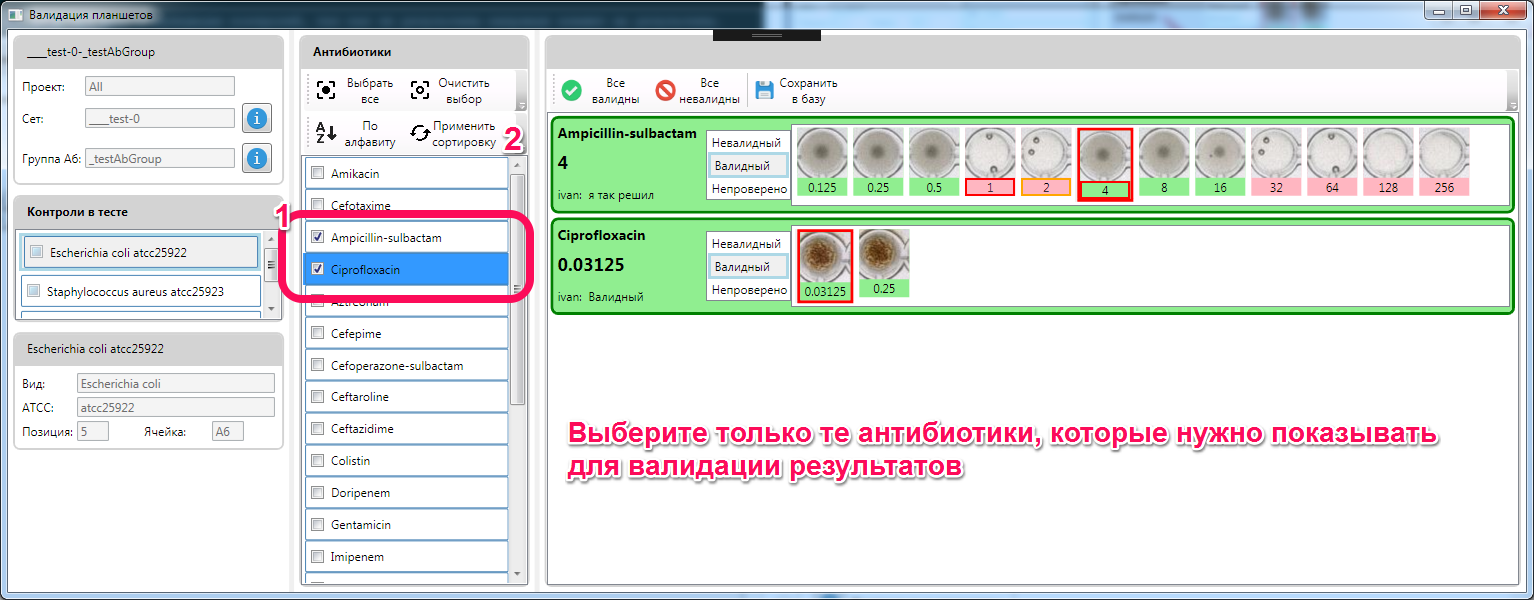 Валидация планшетов
___test-0-_testAbGroup
Проект: All
Сет: ___test-0
Группа Аб: _testAbGroup
Контроли в тесте
Escherichia coli atcc25922
Staphylococcus aureus atcc25923
Escherichia coli atcc25922
Вид: Escherichia coli
ATCC: atcc25922
Позиция: 5 Ячейка: A6
Антибиотики
Выбрать все
Очистить выбор
По алфавиту
Применить сортировку
2
Amikacin
Cefotaxime
1
Ampicillin-sulbactam
Ciprofloxacin
Aztreonam
Cefepime
Cefoperazone-sulbactam
Ceftaroline
Ceftazidime
Colistin
Doripenem
Gentamicin
Imipenem
Все валидны
Все невалидны
Сохранить в базу
Ampicillin-sulbactam
4
ivan: я так решил
Невалидный
Валидный
Непроверено
0.125 0.25 0.5 1 2 4 8 16 32 64 128 256
Ciprofloxacin
0.03125
ivan: Валидный
Невалидный
Валидный
Непроверено
0.03125 0.25
Выберите только те антибиотики, которые нужно показывать
для валидации результатов